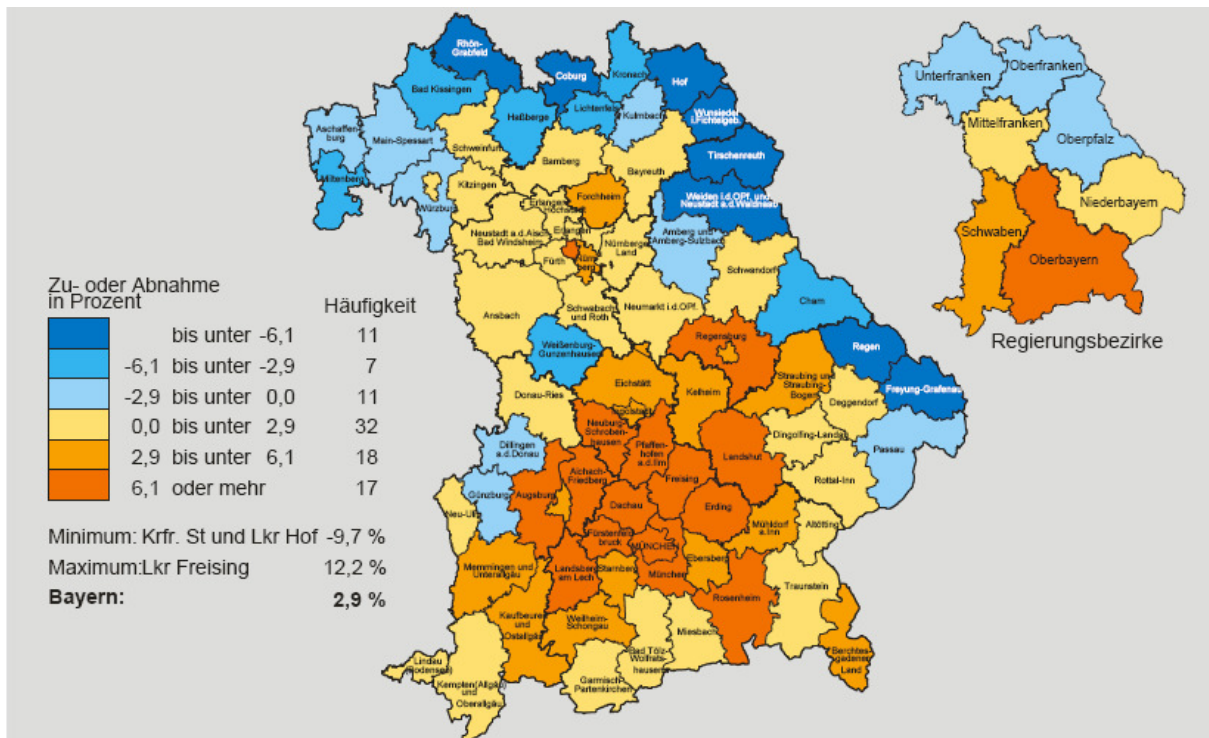 Rhön-
Grabfeld
Coburg
Kronach
Hof
Bad Kissingen
Lichtenfels
Wunsiedel
i.Fichtelgeb.
Haßberge
Kulmbach
Aschaffen-
burg
Main-Spessart
Schweinfurt
Bamberg
Bayreuth
Tirschenreuth
Miltenberg
Kitzingen
Würzburg
Forchheim
Weiden i.d.OPf. und
Neustadt a.d.Waldnaab
Erlangen-
Höchstadt
Erlangen
Neustadt a.d.Aisch
Bad Windsheim
Amberg und
Amberg-Sulzbach
Fürth
Nürn-
berg
Nürnberger
Land
Schwandorf
Ansbach
Schwabach
und Roth
Neumarkt i.d.OPf.
Cham
Weißenburg-
Gunzenhausen
Regensburg
Regen
Eichstätt
Kelheim
Straubing und
Straubing-
Bogen
Freyung-Grafenau
Donau-Ries
Ingolstadt
Deggendorf
Neuburg-
Schroben-
hausen
Dingolfing-Landau
Passau
Dillingen
a.d.Donau
Pfaffen-
hofen
a.d.Ilm
Landshut
Aichach-
Friedberg
Freising
Rottal-Inn
Günzburg
Augsburg
Dachau
Erding
Neu-Ulm
Mühldorf
a.Inn
Altötting
Fürstenfeld
bruck
MÜNCHEN
Ebersberg
Memmingen und
Unterallgäu
Landsberg
am Lech
Starnberg
München
Traunstein
Rosenheim
Kaufbeuren
und
Ostallgäu
Weilheim-
Schongau
Miesbach
Bad Tölz-
Wolfrats-
hausen
Berchtes-
gadener
Land
Lindau
(Bodensee)
Kempten(Allgäu)
und
Oberallgäu
Garmisch-
Partenkirchen
Unterfranken
Oberfranken
Mittelfranken
Oberpfalz
Niederbayern
Schwaben
Oberbayern
Regierungsbezirke
Zu- oder Abnahme
in Prozent Häufigkeit
bis unter -6,1 11
-6,1 bis unter -2,9 7
-2,9 bis unter 0,0 11
0,0 bis unter 2,9 32
2,9 bis unter 6,1 18
6,1 oder mehr 17
Minimum: Krfr. St und Lkr Hof -9,7 %
Maximum:Lkr Freising 12,2 %
Bayern: 2,9 %